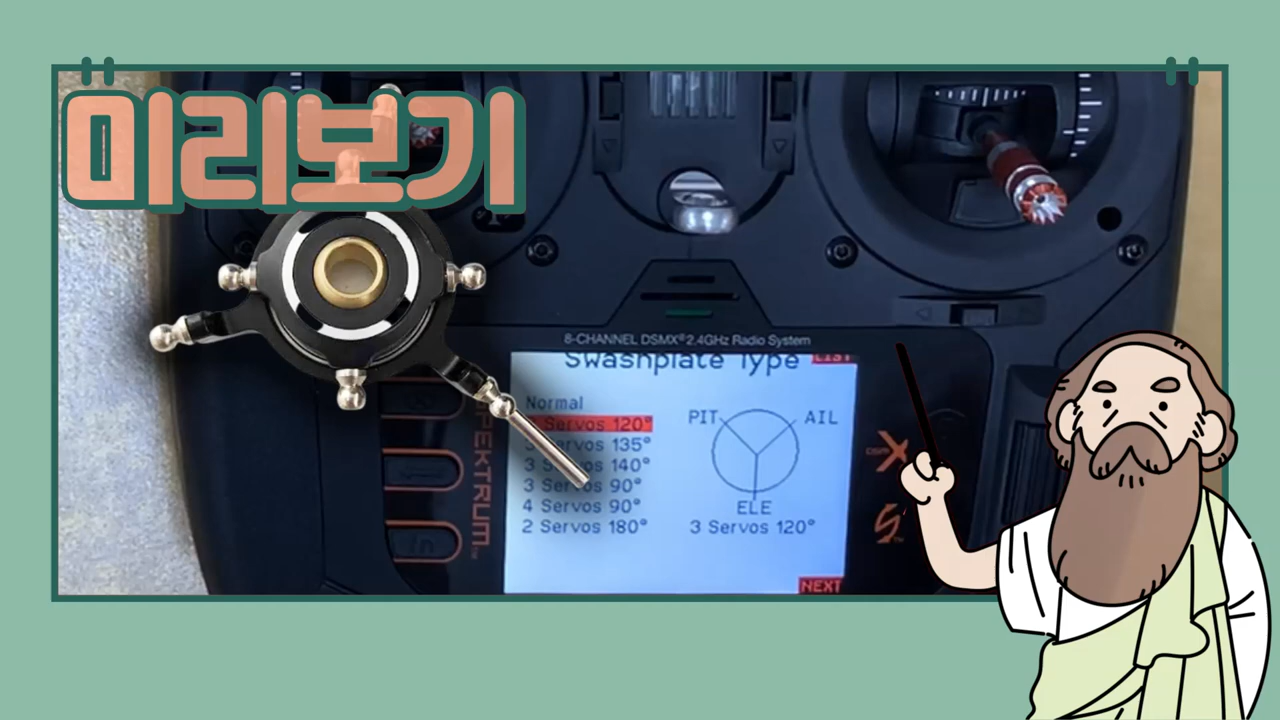 미리보기
8-CHANNEL DSMX® 2.4GHz Radio System
Swashplate Type
LIST
Normal
Servos 120°
3 Servos 135°
3 Servos 140°
3 Servos 90°
4 Servos 90°
2 Servos 180°
PIT
AIL
ELE
3 Servos 120°
NEXT
SPEKTRUM